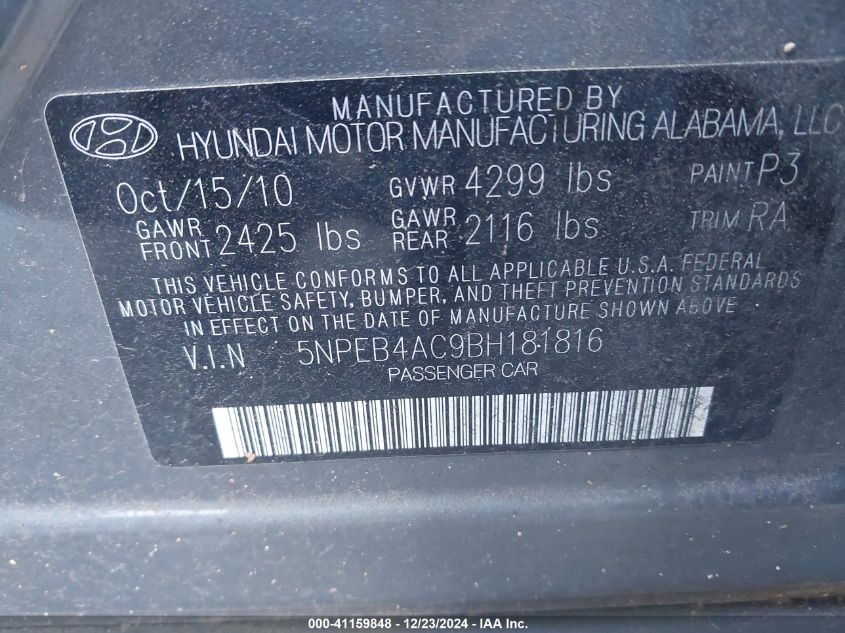 MANUFACTURED BY
HYUNDAI MOTOR MANUFACTURING ALABAMA, LLC
Oct/15/10 GVWR 4299 lbs PAINT P3
GAWR FRONT 2425 lbs GAWR REAR 2116 lbs TRIM RA
THIS VEHICLE CONFORMS TO ALL APPLICABLE U.S.A. FEDERAL
MOTOR VEHICLE SAFETY, BUMPER, AND THEFT PREVENTION STANDARDS
IN EFFECT ON THE DATE OF MANUFACTURE SHOWN ABOVE
V.I.N 5NPEB4AC9BH181816
PASSENGER CAR
000-41159848 - 12/23/2024 - IAA Inc.